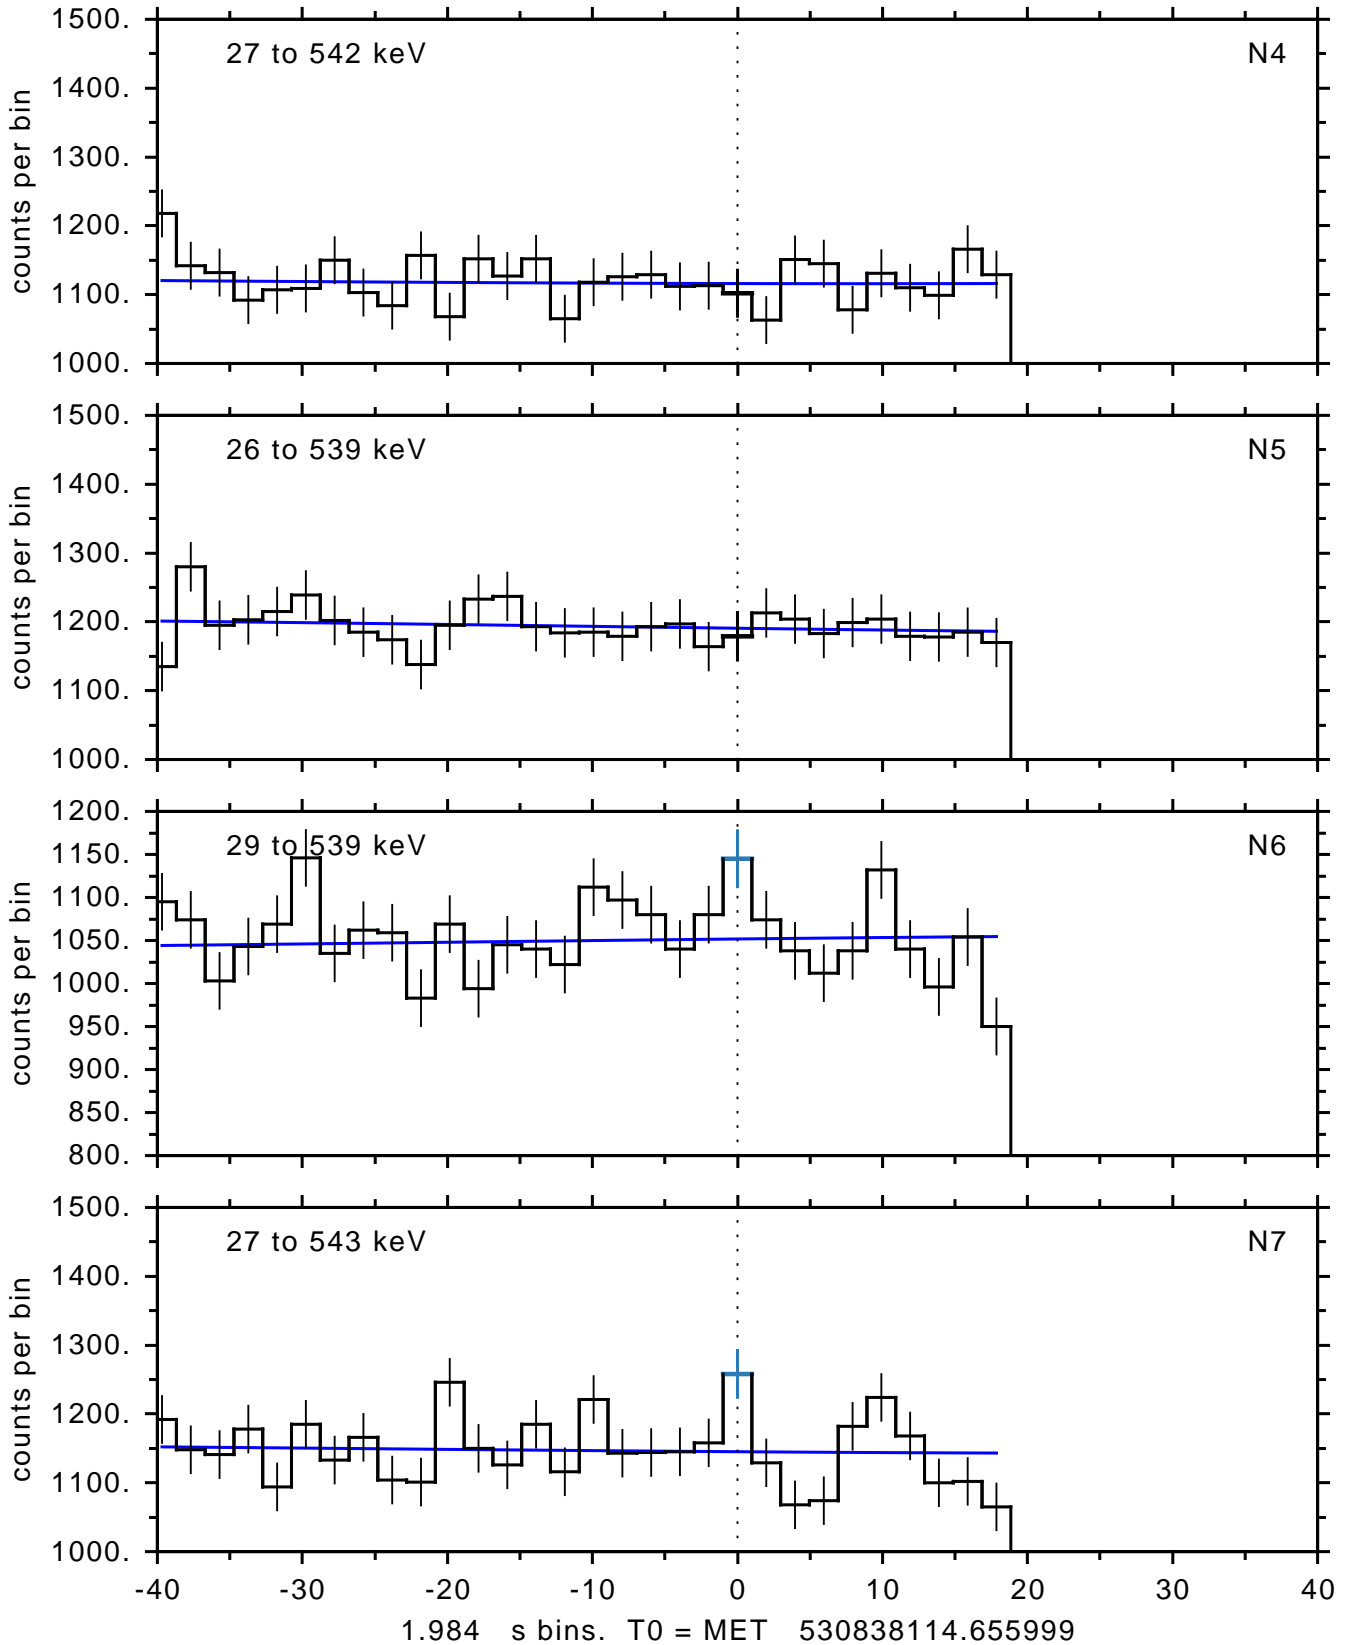 1500.
27 to 542 keV N4
1400.
1300.
1200.
1100.
1000.
counts per bin
1500.
26 to 539 keV N5
1400.
1300.
1200.
1100.
1000.
counts per bin
1200.
29 to 539 keV N6
1150.
1100.
1050.
1000.
950.
900.
850.
800.
counts per bin
1500.
27 to 543 keV N7
1400.
1300.
1200.
1100.
1000.
counts per bin
-40 -30 -20 -10 0 10 20 30 40
1.984 s bins. T0 = MET 530838114.655999